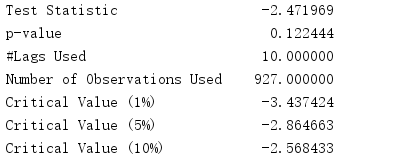 Test Statistic -2.471969
p-value 0.122444
#Lags Used 10.000000
Number of Observations Used 927.000000
Critical Value (1%) -3.437424
Critical Value (5%) -2.864663
Critical Value (10%) -2.568433